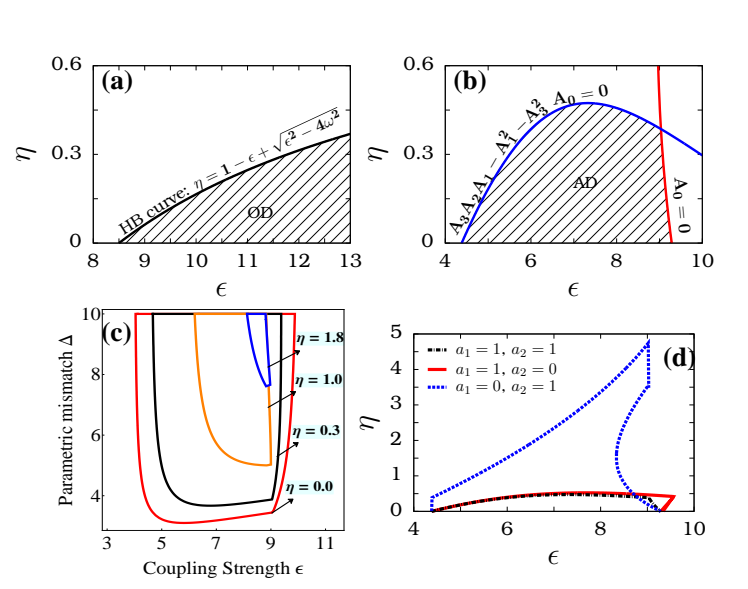 (a)
0.6
0.3
0
η
HB curve: η = 1 − ϵ + √ϵ² − 4ω²
OD
8 9 10 11 12 13
ϵ
(b)
0.6
0.3
0
η
A₃A₂A₁ − A₁² − A₃² A₀ = 0
AD
A₀ = 0
4 6 8 10
ϵ
(c)
10
8
6
4
Parametric mismatch Δ
η = 1.8
η = 1.0
η = 0.3
η = 0.0
3 5 7 9 11
Coupling Strength ϵ
(d)
5
4
3
2
1
0
η
a₁ = 1, a₂ = 1
a₁ = 1, a₂ = 0
a₁ = 0, a₂ = 1
4 6 8 10
ϵ